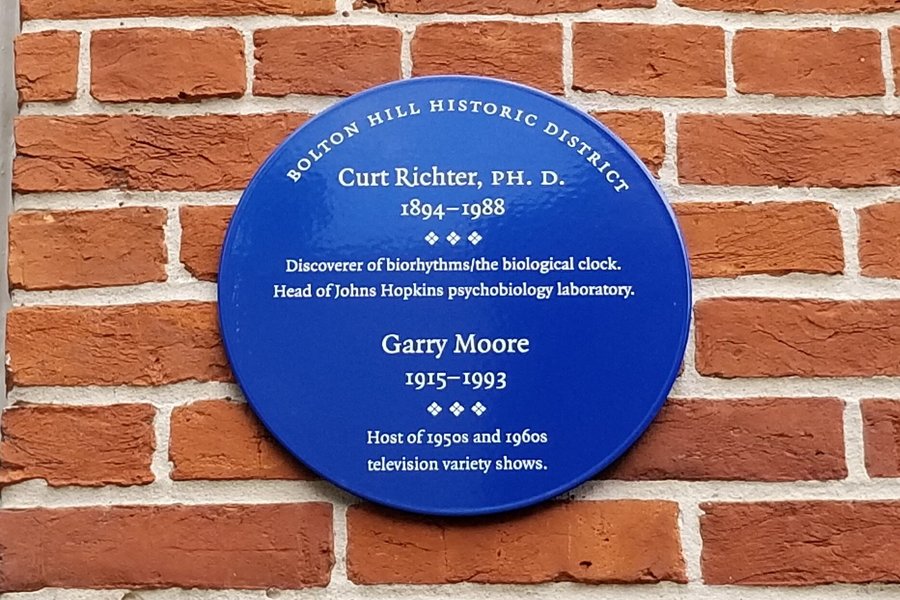 BOLTON HILL HISTORIC DISTRICT
Curt Richter, PH. D.
1894–1988
Discoverer of biorhythms/the biological clock.
Head of Johns Hopkins psychobiology laboratory.
Garry Moore
1915–1993
Host of 1950s and 1960s
television variety shows.